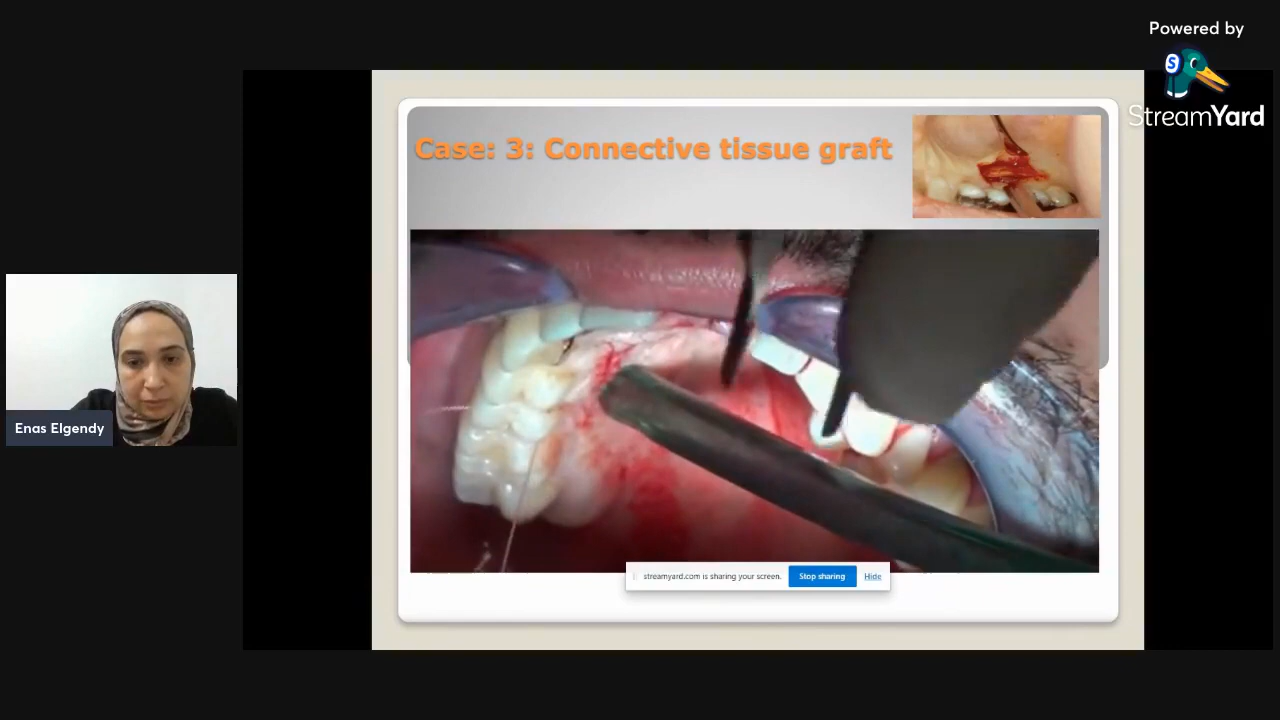 Powered by
S
StreamYard
Case: 3: Connective tissue graft
Enas Elgendy
streamyard.com is sharing your screen.
Stop sharing
Hide